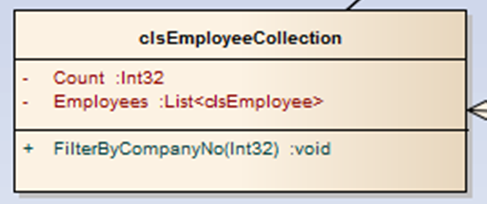 clsEmployeeCollection
- Count :Int32
- Employees :List<clsEmployee>
+ FilterByCompanyNo(Int32) :void